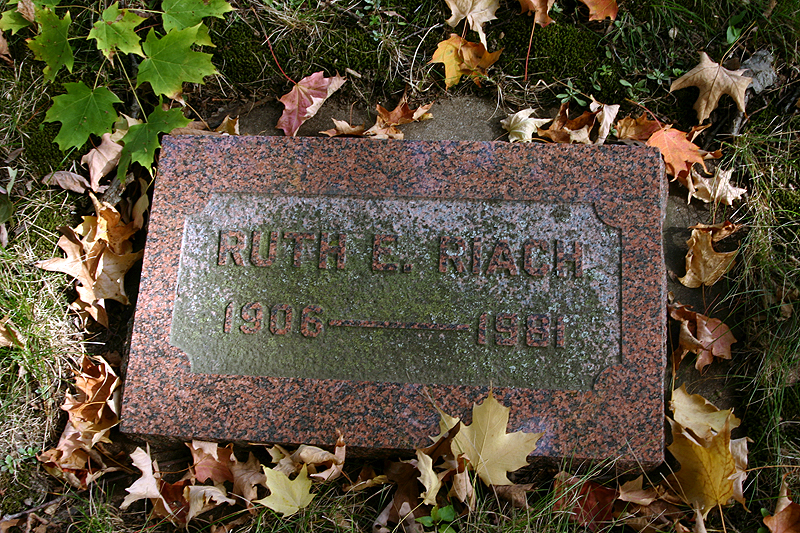 RUTH E. RIACH
1906 — 1981